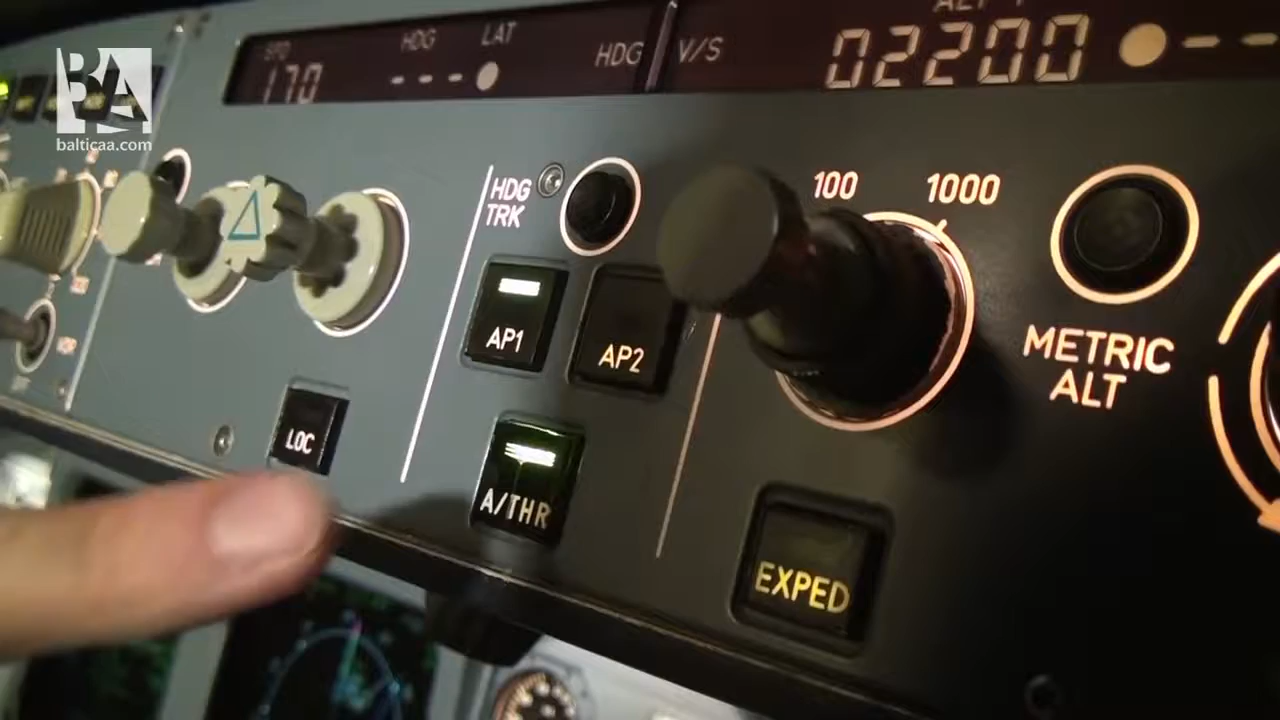 BA
balticaa.com
SPD
HDG
LAT
HDG
V/S
170
---
02200
HDG
TRK
100
1000
AP1
AP2
METRIC
ALT
LOC
A/THR
EXPED